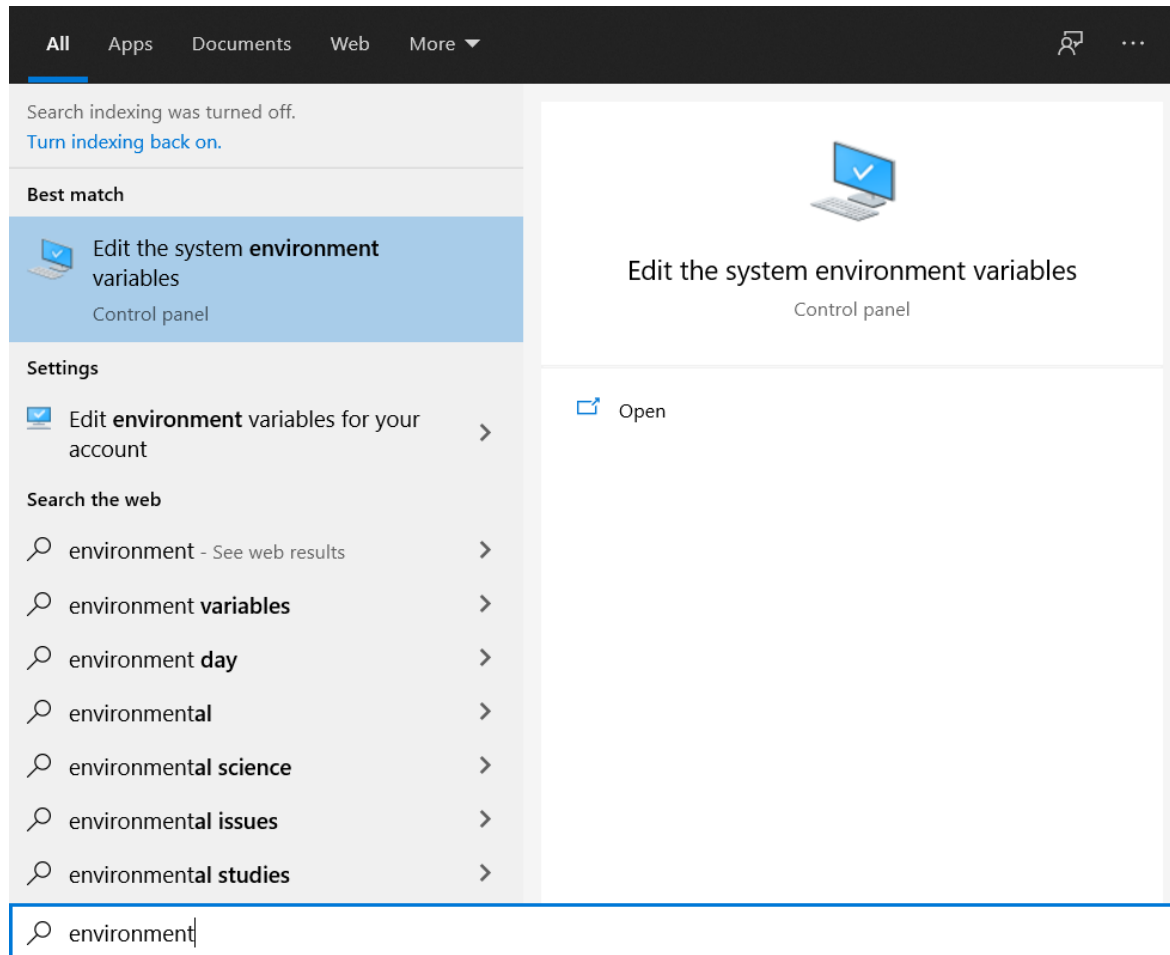 All Apps Documents Web More
Search indexing was turned off.
Turn indexing back on.
Best match
Edit the system environment
variables
Control panel
Settings
Edit environment variables for your
account
Search the web
environment - See web results
environment variables
environment day
environmental
environmental science
environmental issues
environmental studies
environment
Edit the system environment variables
Control panel
Open